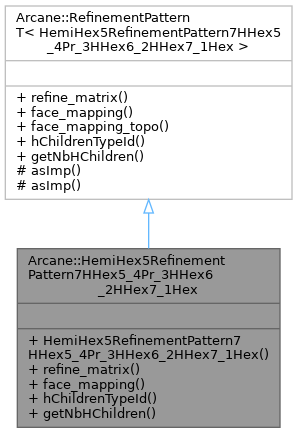 Arcane::RefinementPattern
T< HemiHex5RefinementPattern7HHex5
_4Pr_3HHex6_2HHex7_1Hex >
+ refine_matrix()
+ face_mapping()
+ face_mapping_topo()
+ hChildrenTypeId()
+ getNbHChildren()
# asImp()
# asImp()
Arcane::HemiHex5Refinement
Pattern7HHex5_4Pr_3HHex6
_2HHex7_1Hex
+ HemiHex5RefinementPattern7
HHex5_4Pr_3HHex6_2HHex7_1Hex()
+ refine_matrix()
+ face_mapping()
+ hChildrenTypeId()
+ getNbHChildren()